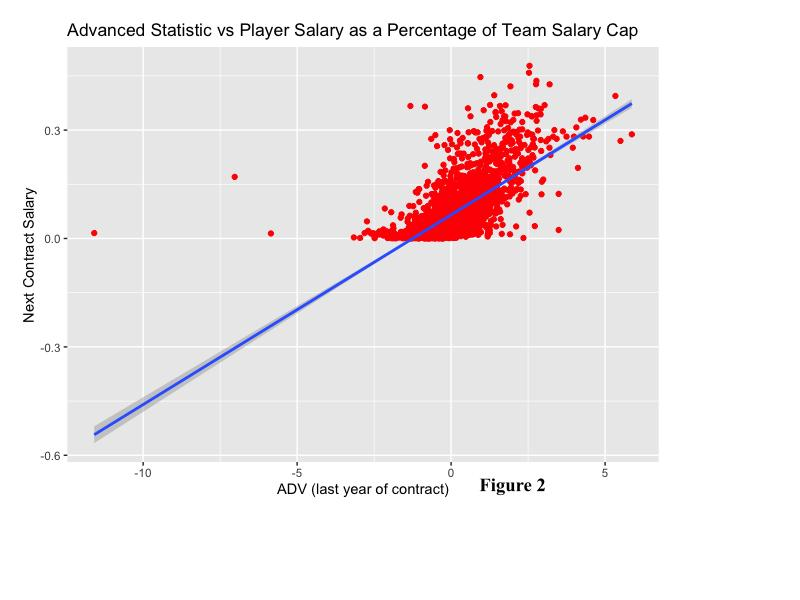 Advanced Statistic vs Player Salary as a Percentage of Team Salary Cap
Next Contract Salary
0.3
0.0
-0.3
-0.6
-10
-5
0
5
ADV (last year of contract)
Figure 2